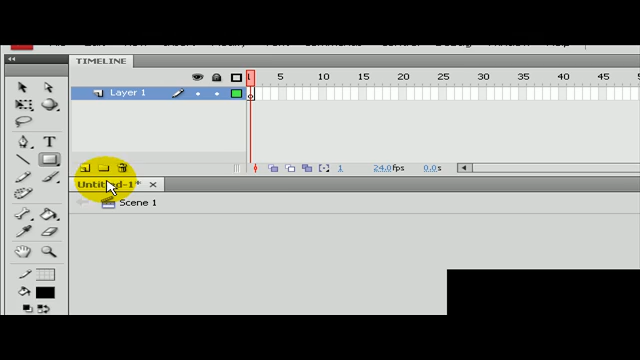 TIMELINE
1 5 10 15 20 25 30 35 40 45
Layer 1
1 24.0fps 0.0s
Untitled-1*
Scene 1
T